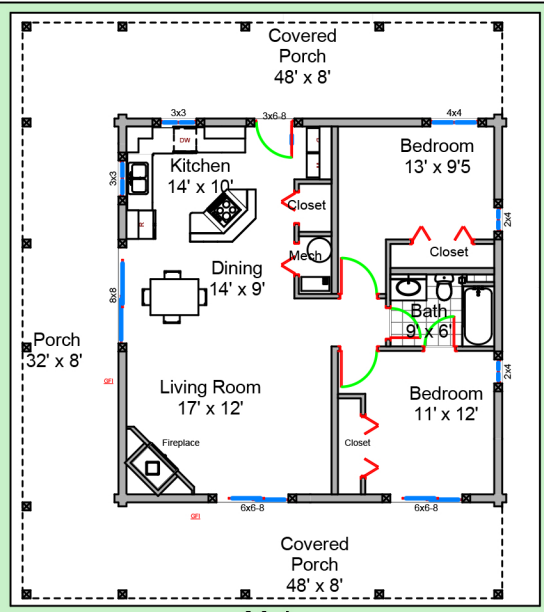 Covered
Porch
48' x 8'
3x3
3x6-8
4x4
DW
Kitchen
14' x 10'
Bedroom
13' x 9'5
3x3
Closet
2x4
R
Mech
Closet
Dining
14' x 9'
8x8
Bath
9' x 6'
Porch
32' x 8'
GFI
Living Room
17' x 12'
Bedroom
11' x 12'
2x4
Fireplace
Closet
6x6-8
6x6-8
GFI
Covered
Porch
48' x 8'